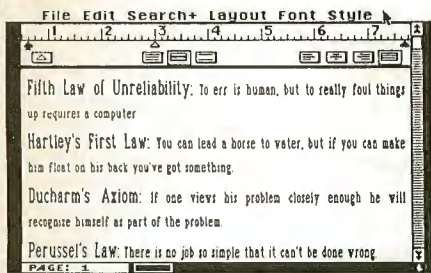 File Edit Search+ Layout Font Style
1 2 3 4 5 6 7
Fifth Law of Unreliability: To err is human, but to really foul things
up requires a computer
Hartley's First Law: You can lead a horse to water, but if you can make
him float on his back you've got something.
Ducharm's Axiom: If one views his problem closely enough he will
recognize himself as part of the problem.
Perussel's Law: There is no job so simple that it can't be done wrong.
PAGE: 1